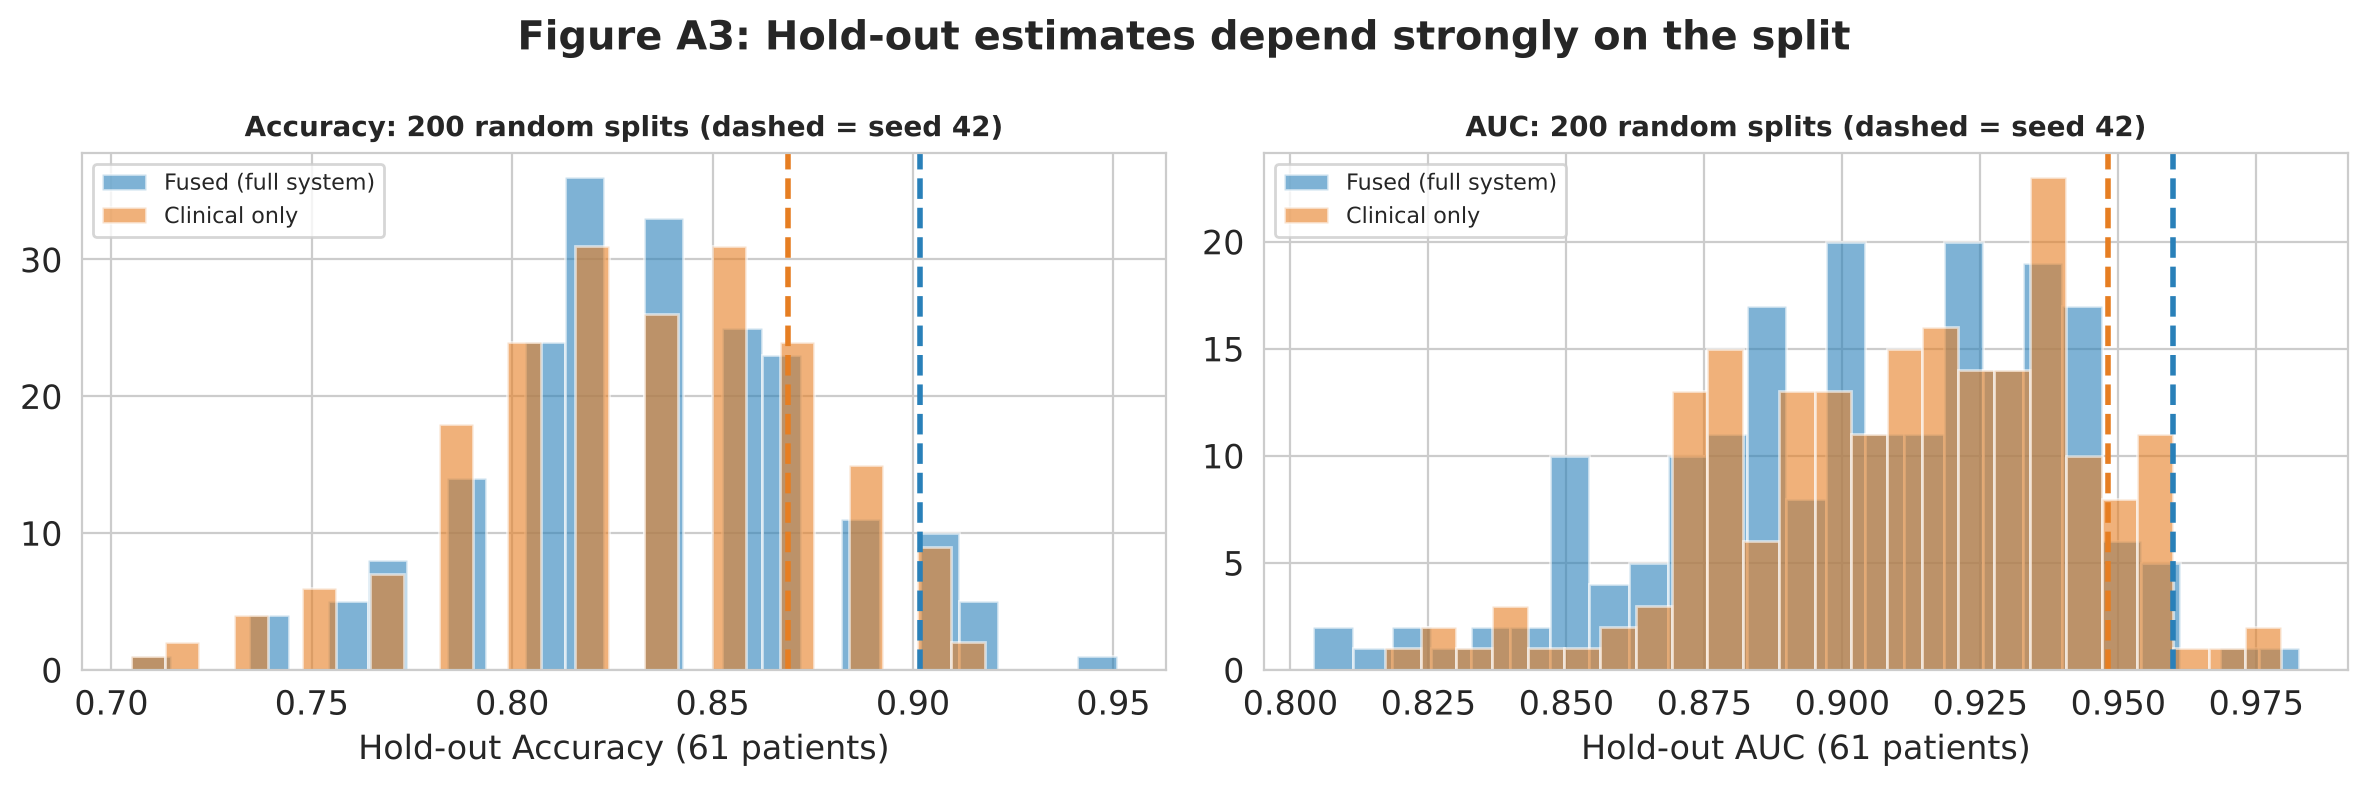 Figure A3: Hold-out estimates depend strongly on the split
Accuracy: 200 random splits (dashed = seed 42)
Fused (full system)
Clinical only
30
20
10
0
0.70 0.75 0.80 0.85 0.90 0.95
Hold-out Accuracy (61 patients)
AUC: 200 random splits (dashed = seed 42)
Fused (full system)
Clinical only
20
15
10
5
0
0.800 0.825 0.850 0.875 0.900 0.925 0.950 0.975
Hold-out AUC (61 patients)